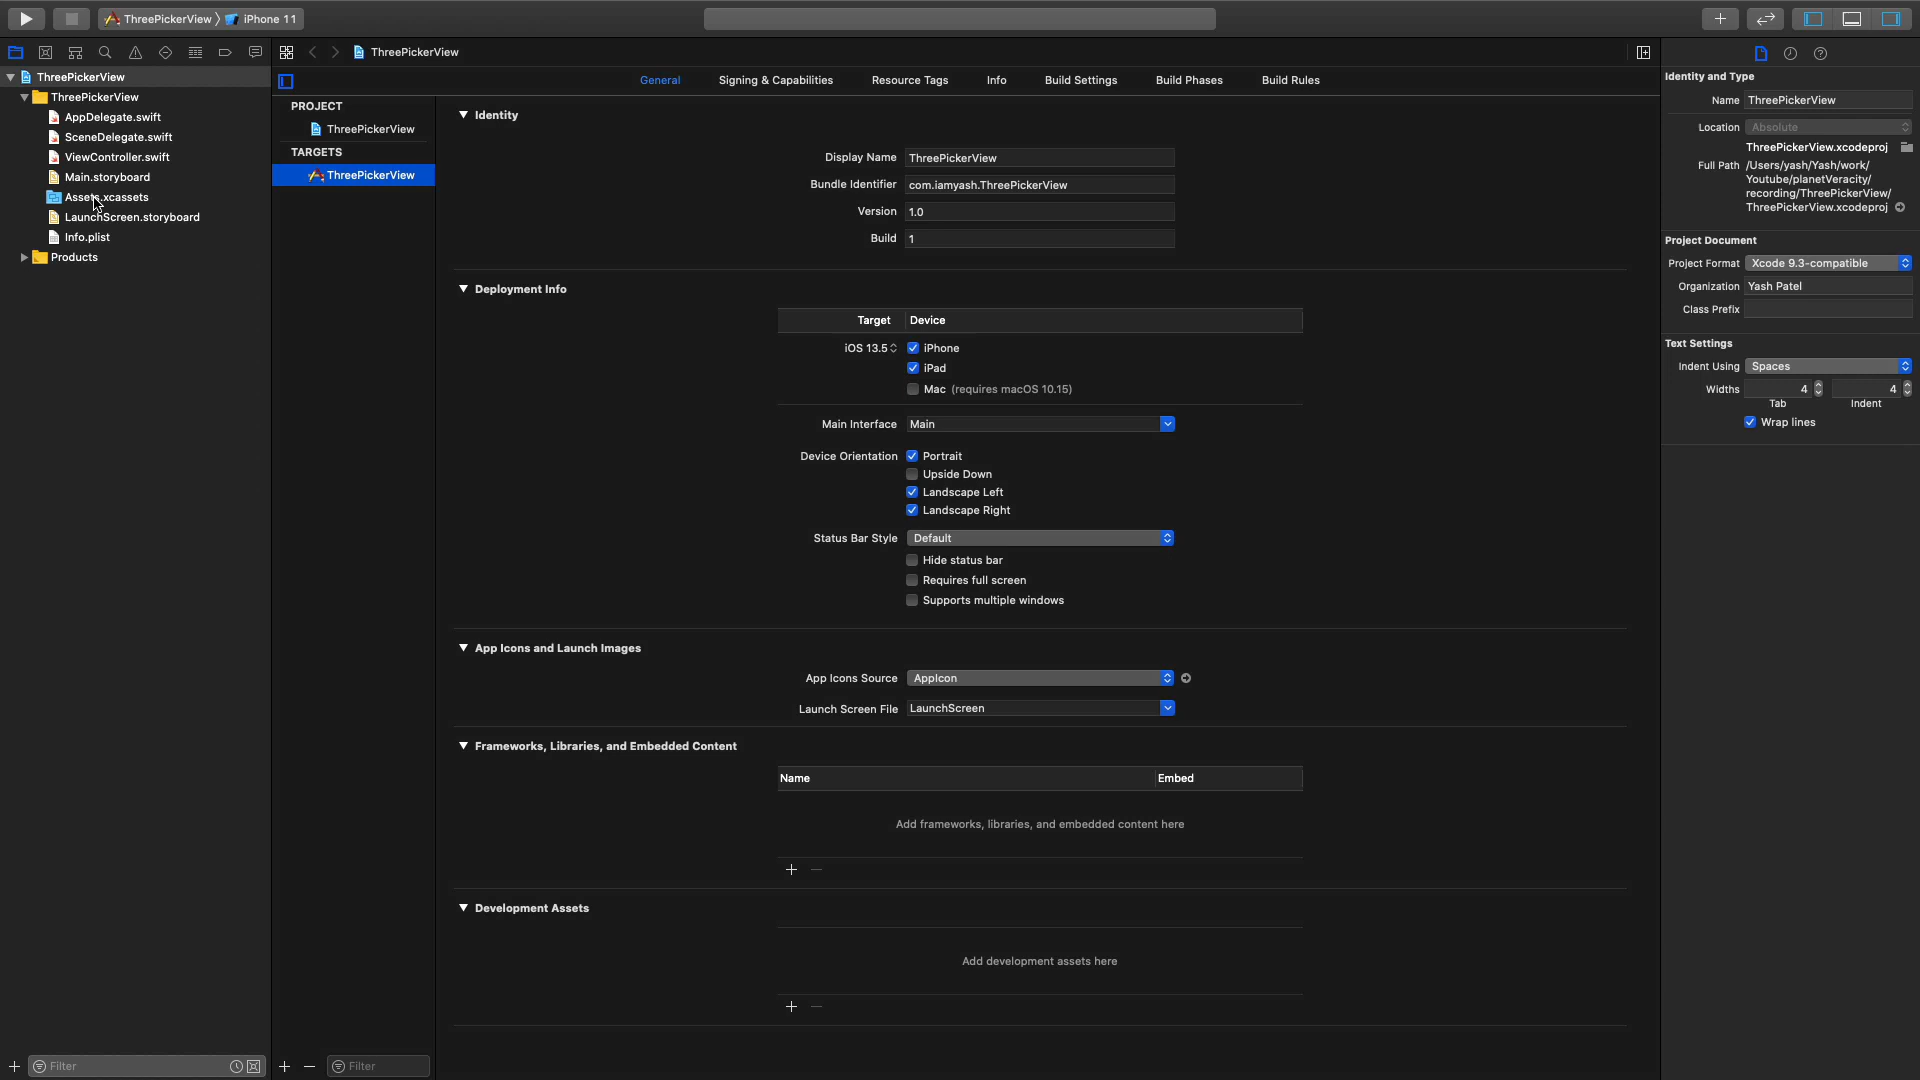 ThreePickerView
iPhone 11
ThreePickerView
ThreePickerView
ThreePickerView
AppDelegate.swift
SceneDelegate.swift
ViewController.swift
Main.storyboard
Assets.xcassets
LaunchScreen.storyboard
Info.plist
Products
Filter
General
Signing & Capabilities
Resource Tags
Info
Build Settings
Build Phases
Build Rules
PROJECT
ThreePickerView
TARGETS
ThreePickerView
Filter
Identity
Display Name ThreePickerView
Bundle Identifier com.iamyash.ThreePickerView
Version 1.0
Build 1
Deployment Info
Target Device
iOS 13.5 iPhone
iPad
Mac (requires macOS 10.15)
Main Interface Main
Device Orientation Portrait
Upside Down
Landscape Left
Landscape Right
Status Bar Style Default
Hide status bar
Requires full screen
Supports multiple windows
App Icons and Launch Images
App Icons Source AppIcon
Launch Screen File LaunchScreen
Frameworks, Libraries, and Embedded Content
Name Embed
Add frameworks, libraries, and embedded content here
Development Assets
Add development assets here
Identity and Type
Name ThreePickerView
Location Absolute
ThreePickerView.xcodeproj
Full Path /Users/yash/Yash/work/
Youtube/planetVeracity/
recording/ThreePickerView/
ThreePickerView.xcodeproj
Project Document
Project Format Xcode 9.3-compatible
Organization Yash Patel
Class Prefix
Text Settings
Indent Using Spaces
Widths 4 4
Tab Indent
Wrap lines